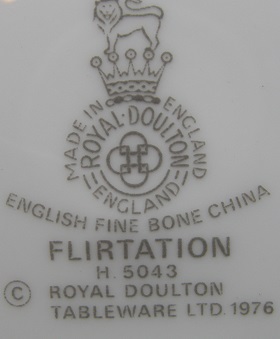 MADE IN ENGLAND
ROYAL·DOULTON
ENGLAND
ENGLISH FINE BONE CHINA
FLIRTATION
H. 5043
© ROYAL DOULTON
TABLEWARE LTD. 1976